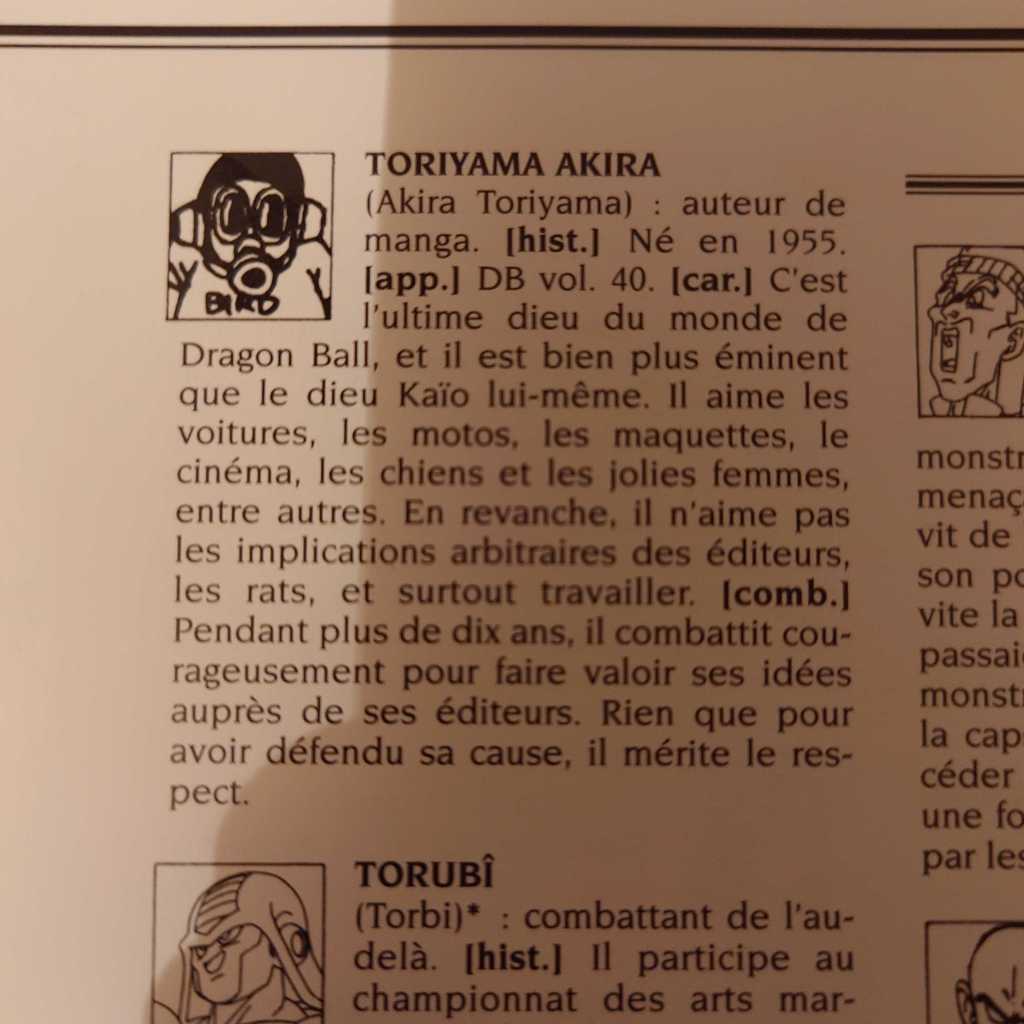 TORIYAMA AKIRA
(Akira Toriyama) : auteur de
manga. [hist.] Né en 1955.
[app.] DB vol. 40. [car.] C'est
l'ultime dieu du monde de
Dragon Ball, et il est bien plus éminent
que le dieu Kaïo lui-même. Il aime les
voitures, les motos, les maquettes, le
cinéma, les chiens et les jolies femmes,
entre autres. En revanche, il n'aime pas
les implications arbitraires des éditeurs,
les rats, et surtout travailler. [comb.]
Pendant plus de dix ans, il combattit cou-
rageusement pour faire valoir ses idées
auprès de ses éditeurs. Rien que pour
avoir défendu sa cause, il mérite le res-
pect.
BIRD
TORUBÎ
(Torbi)* : combattant de l'au-
delà. [hist.] Il participe au
championnat des arts mar-
monstr
menaç
vit de
son po
vite la
passai
monstr
la cap
céder
une fo
par les